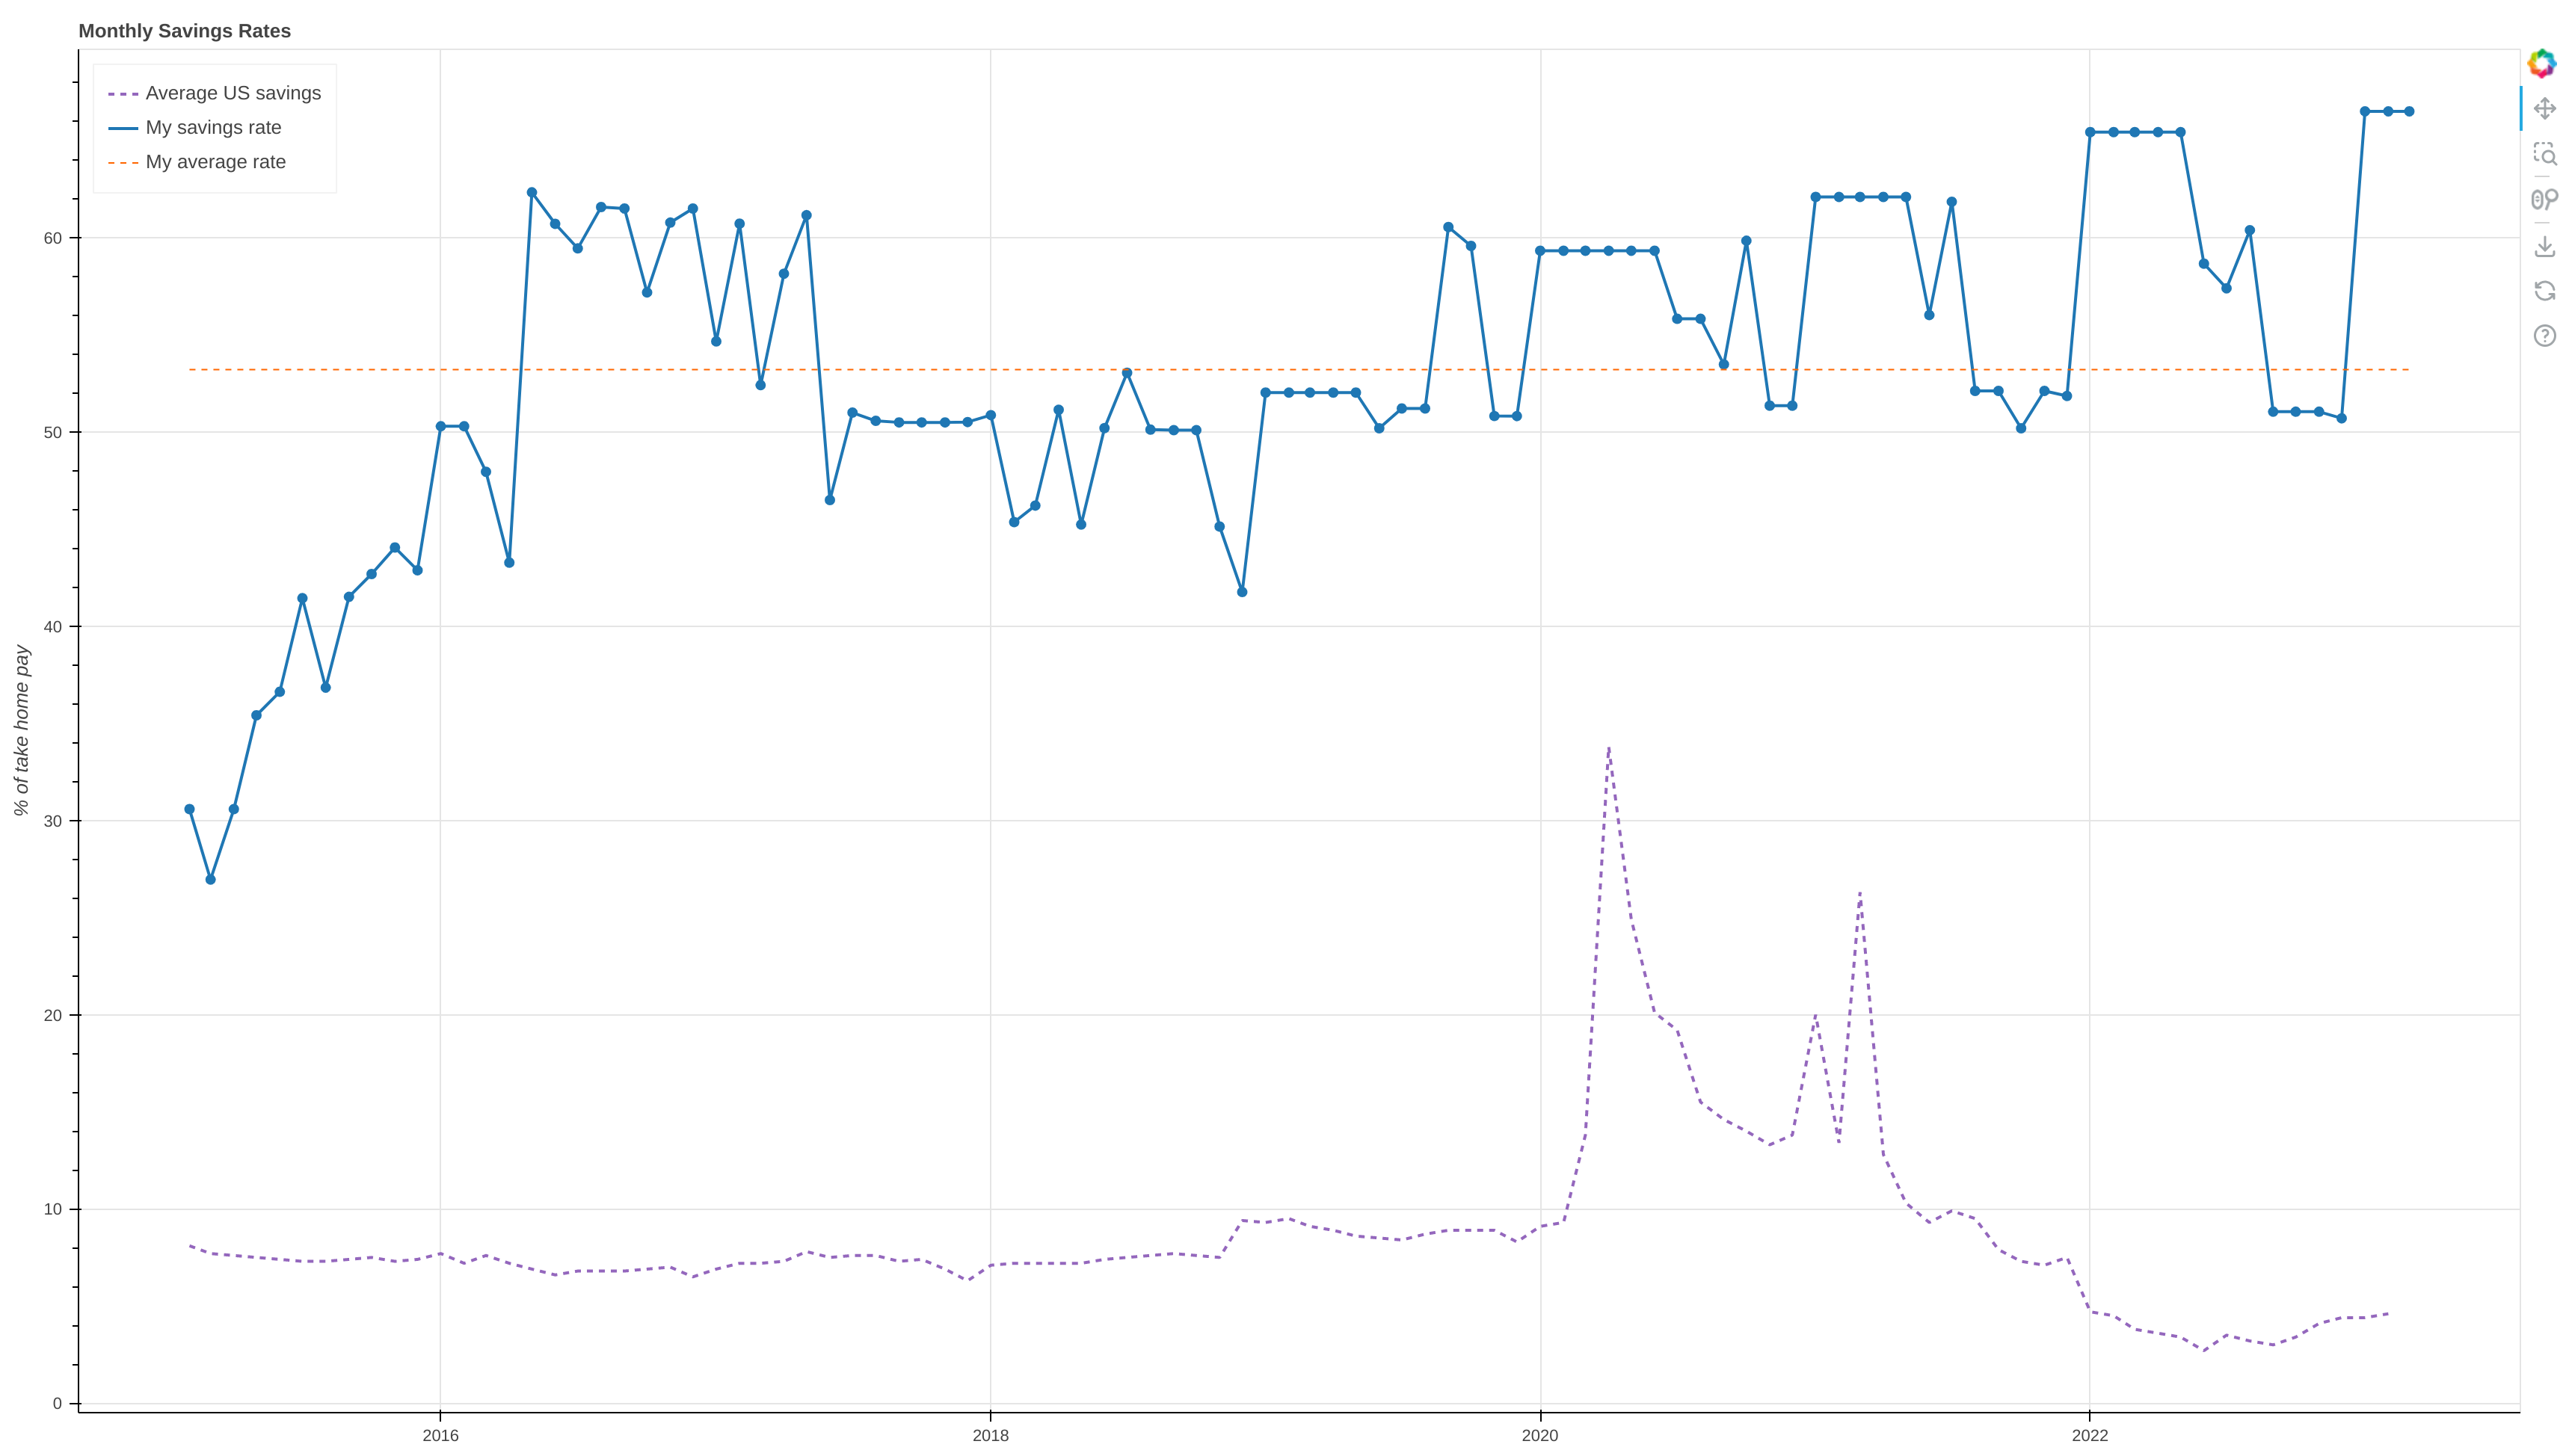 Monthly Savings Rates
Average US savings
My savings rate
My average rate
60
50
40
% of take home pay
30
20
10
0
2016 2018 2020 2022